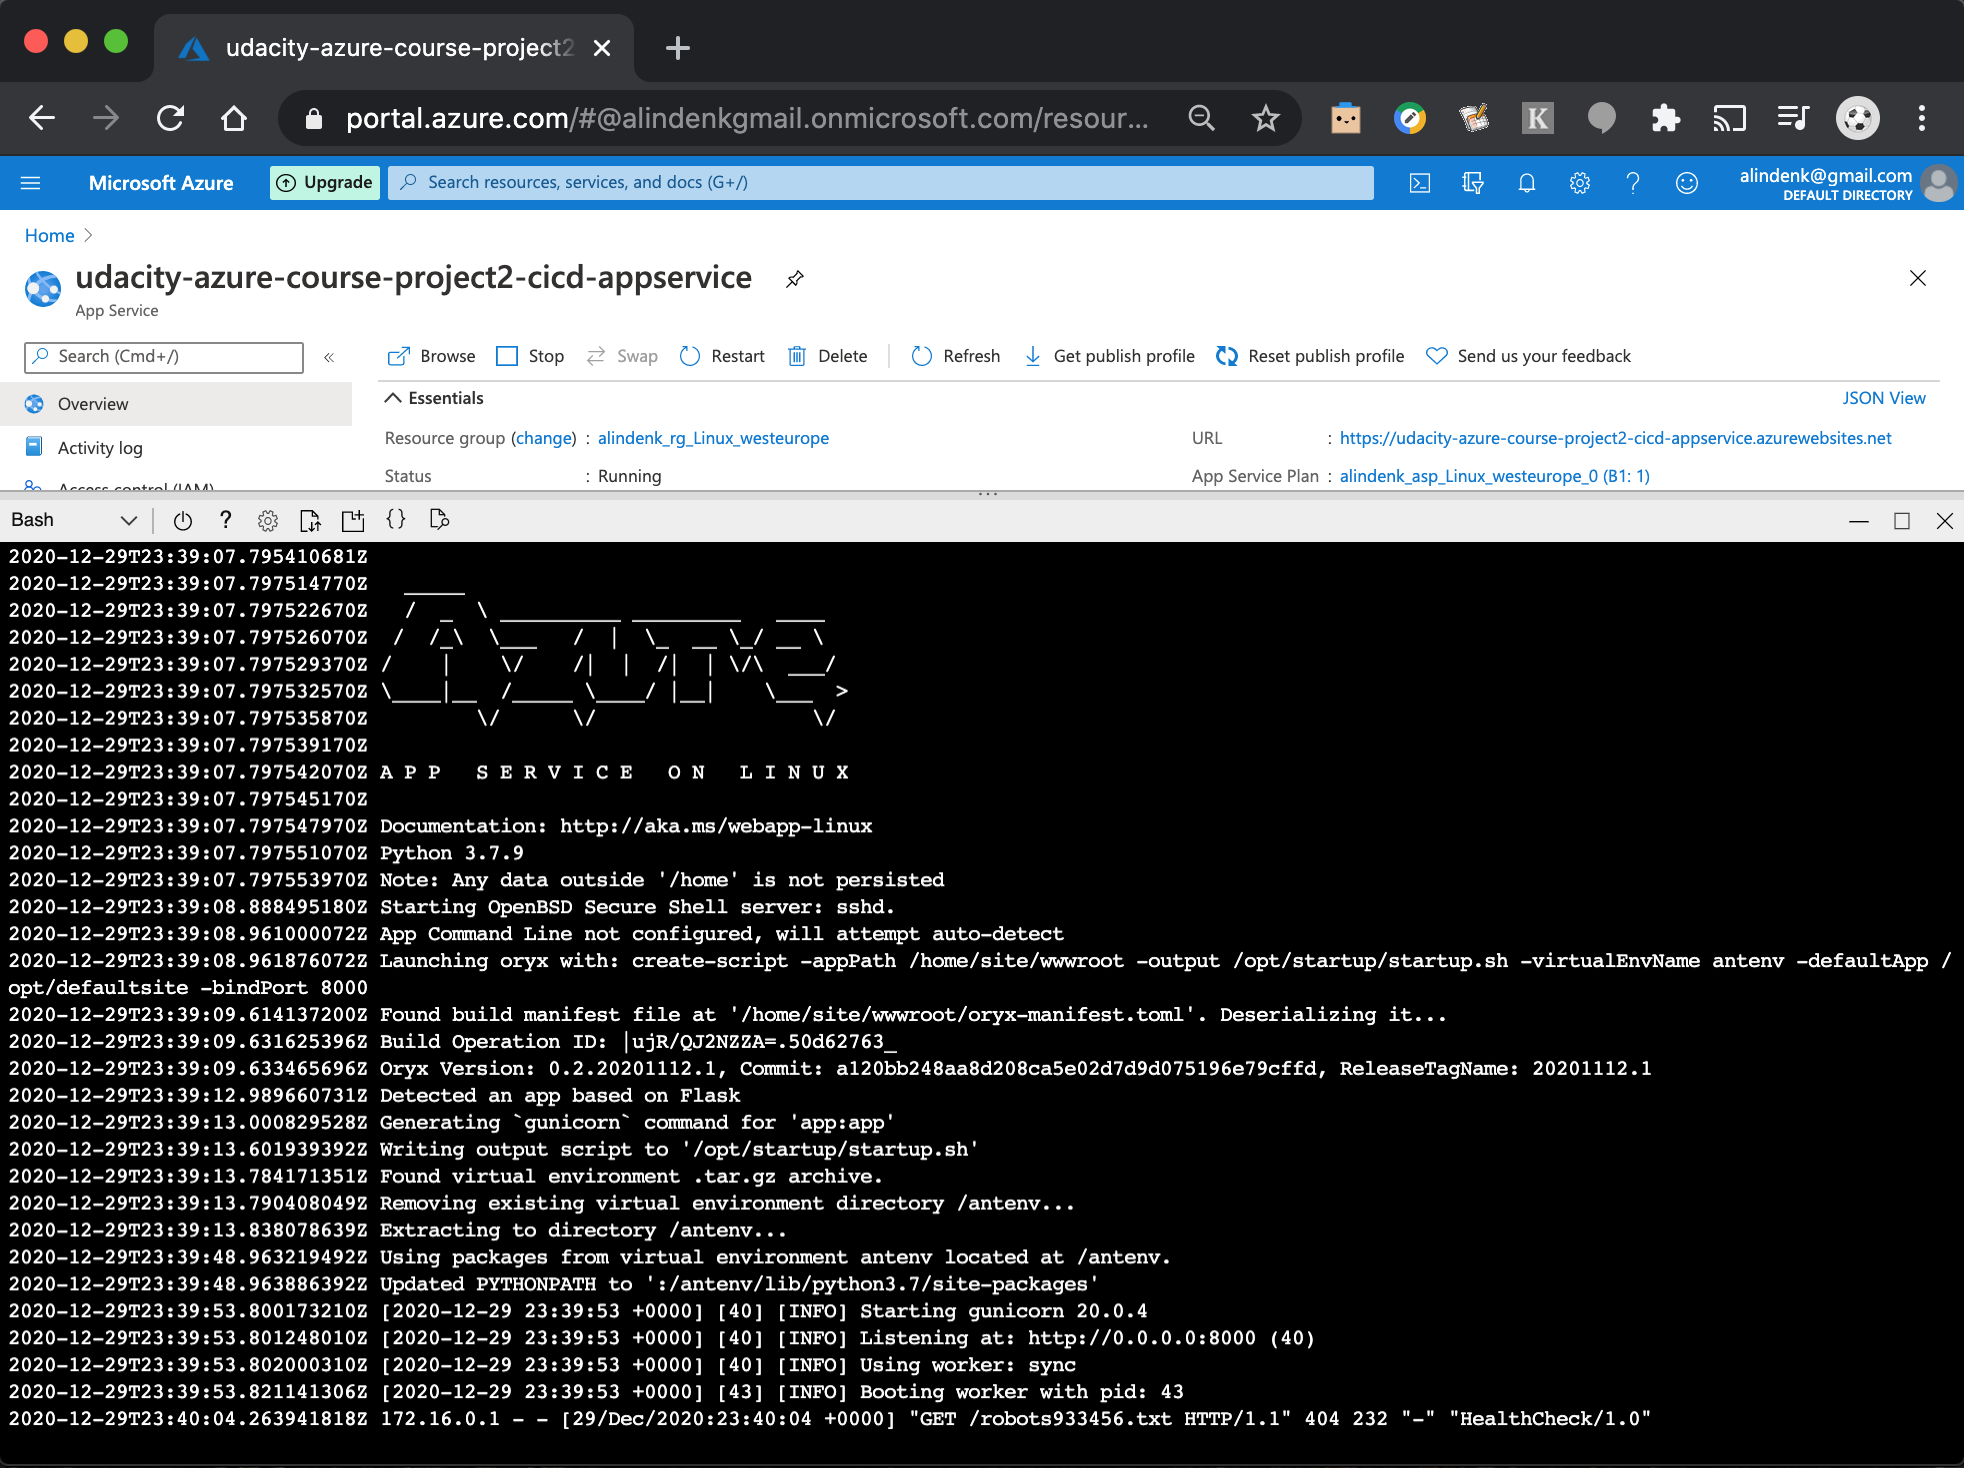 udacity-azure-course-project2
portal.azure.com/#@alindenkgmail.onmicrosoft.com/resour...
K
Microsoft Azure
Upgrade
Search resources, services, and docs (G+/)
alindenk@gmail.com
DEFAULT DIRECTORY
Home
udacity-azure-course-project2-cicd-appservice
App Service
Search (Cmd+/)
«
Browse Stop Swap Restart Delete Refresh Get publish profile Reset publish profile Send us your feedback
Overview
Activity log
Access control (IAM)
Essentials
JSON View
Resource group (change) : alindenk_rg_Linux_westeurope
URL : https://udacity-azure-course-project2-cicd-appservice.azurewebsites.net
Status : Running
App Service Plan : alindenk_asp_Linux_westeurope_0 (B1: 1)
Bash
2020-12-29T23:39:07.795410681Z
2020-12-29T23:39:07.797514770Z   _____
2020-12-29T23:39:07.797522670Z   /  _  \ __________ _________   ____
2020-12-29T23:39:07.797526070Z  /  /_\  \___   /  |  \_  __ \_/ __ \
2020-12-29T23:39:07.797529370Z /    |    \/    /|  |  /|  | \/\  ___/
2020-12-29T23:39:07.797532570Z \____|__  /_____ \____/ |__|    \___  >
2020-12-29T23:39:07.797535870Z         \/      \/                  \/
2020-12-29T23:39:07.797539170Z
2020-12-29T23:39:07.797542070Z A P P   S E R V I C E   O N   L I N U X
2020-12-29T23:39:07.797545170Z
2020-12-29T23:39:07.797547970Z Documentation: http://aka.ms/webapp-linux
2020-12-29T23:39:07.797551070Z Python 3.7.9
2020-12-29T23:39:07.797553970Z Note: Any data outside '/home' is not persisted
2020-12-29T23:39:08.888495180Z Starting OpenBSD Secure Shell server: sshd.
2020-12-29T23:39:08.961000072Z App Command Line not configured, will attempt auto-detect
2020-12-29T23:39:08.961876072Z Launching oryx with: create-script -appPath /home/site/wwwroot -output /opt/startup/startup.sh -virtualEnvName antenv -defaultApp /
opt/defaultsite -bindPort 8000
2020-12-29T23:39:09.614137200Z Found build manifest file at '/home/site/wwwroot/oryx-manifest.toml'. Deserializing it...
2020-12-29T23:39:09.631625396Z Build Operation ID: |ujR/QJ2NZZA=.50d62763_
2020-12-29T23:39:09.633465696Z Oryx Version: 0.2.20201112.1, Commit: a120bb248aa8d208ca5e02d7d9d075196e79cffd, ReleaseTagName: 20201112.1
2020-12-29T23:39:12.989660731Z Detected an app based on Flask
2020-12-29T23:39:13.000829528Z Generating `gunicorn` command for 'app:app'
2020-12-29T23:39:13.601939392Z Writing output script to '/opt/startup/startup.sh'
2020-12-29T23:39:13.784171351Z Found virtual environment .tar.gz archive.
2020-12-29T23:39:13.790408049Z Removing existing virtual environment directory /antenv...
2020-12-29T23:39:13.838078639Z Extracting to directory /antenv...
2020-12-29T23:39:48.963219492Z Using packages from virtual environment antenv located at /antenv.
2020-12-29T23:39:48.963886392Z Updated PYTHONPATH to ':/antenv/lib/python3.7/site-packages'
2020-12-29T23:39:53.800173210Z [2020-12-29 23:39:53 +0000] [40] [INFO] Starting gunicorn 20.0.4
2020-12-29T23:39:53.801248010Z [2020-12-29 23:39:53 +0000] [40] [INFO] Listening at: http://0.0.0.0:8000 (40)
2020-12-29T23:39:53.802000310Z [2020-12-29 23:39:53 +0000] [40] [INFO] Using worker: sync
2020-12-29T23:39:53.821141306Z [2020-12-29 23:39:53 +0000] [43] [INFO] Booting worker with pid: 43
2020-12-29T23:40:04.263941818Z 172.16.0.1 - - [29/Dec/2020:23:40:04 +0000] "GET /robots933456.txt HTTP/1.1" 404 232 "-" "HealthCheck/1.0"